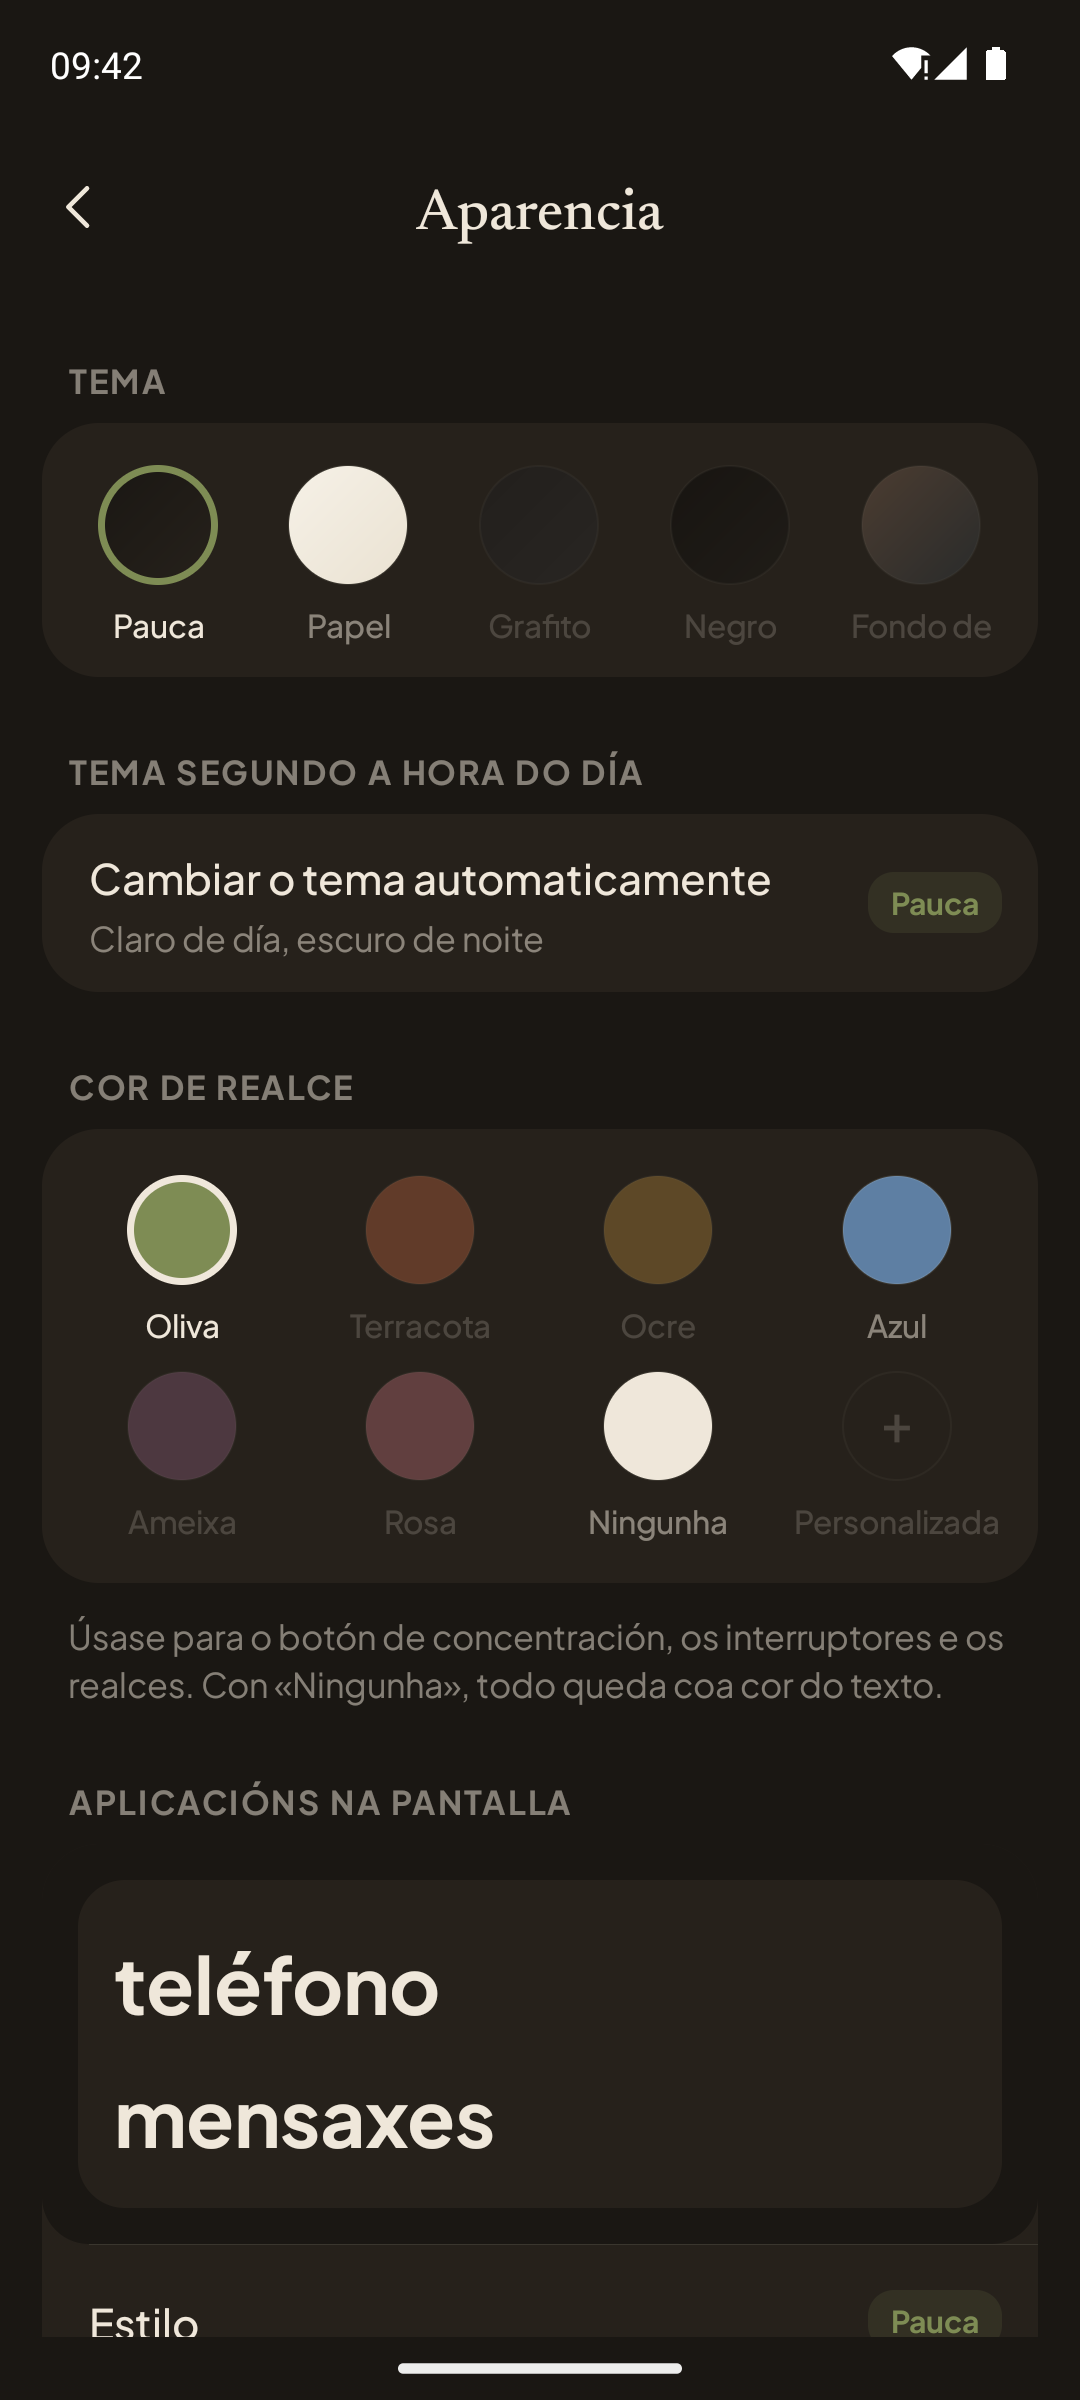 09:42
Aparencia
TEMA
Pauca
Papel
Grafito
Negro
Fondo de
TEMA SEGUNDO A HORA DO DÍA
Cambiar o tema automaticamente
Claro de día, escuro de noite
Pauca
COR DE REALCE
Oliva
Terracota
Ocre
Azul
+
Ameixa
Rosa
Ningunha
Personalizada
Úsase para o botón de concentración, os interruptores e os
realces. Con «Ningunha», todo queda coa cor do texto.
APLICACIÓNS NA PANTALLA
teléfono
mensaxes
Estilo
Pauca